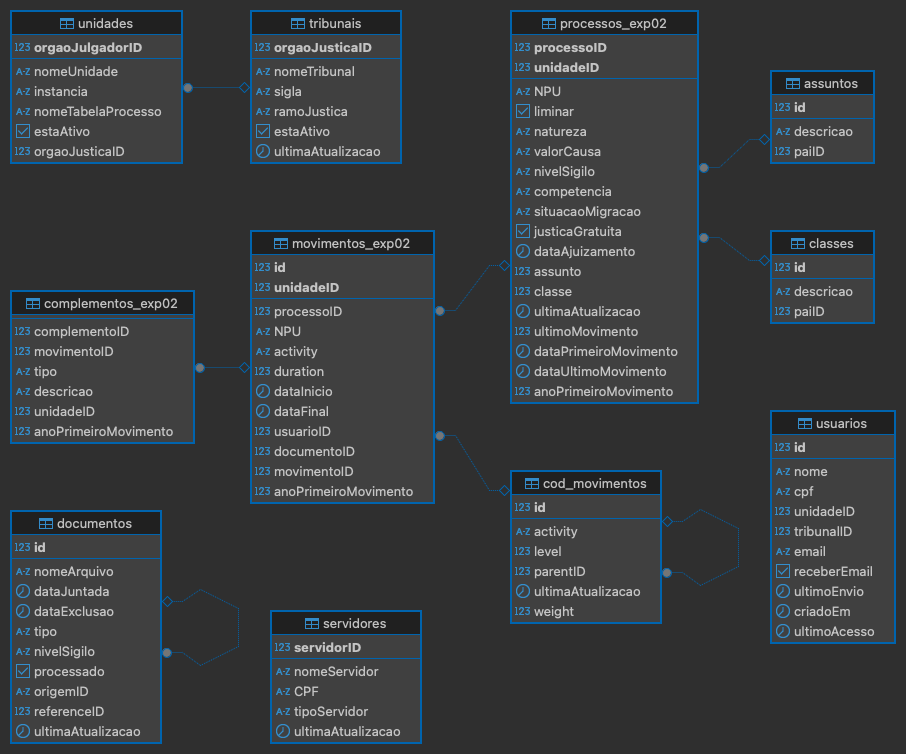 unidades
123 orgaoJulgadorID
A-Z nomeUnidade
A-Z instancia
A-Z nomeTabelaProcesso
estaAtivo
123 orgaoJusticaID
tribunais
123 orgaoJusticaID
A-Z nomeTribunal
A-Z sigla
A-Z ramoJustica
estaAtivo
ultimaAtualizacao
processos_exp02
123 processoID
123 unidadeID
A-Z NPU
liminar
A-Z natureza
A-Z valorCausa
A-Z nivelSigilo
A-Z competencia
A-Z situacaoMigracao
justicaGratuita
dataAjuizamento
123 assunto
123 classe
ultimaAtualizacao
123 ultimoMovimento
dataPrimeiroMovimento
dataUltimoMovimento
123 anoPrimeiroMovimento
assuntos
123 id
A-Z descricao
123 paiID
classes
123 id
A-Z descricao
123 paiID
movimentos_exp02
123 id
123 unidadeID
123 processoID
A-Z NPU
A-Z activity
123 duration
dataInicio
dataFinal
123 usuarioID
123 documentoID
123 movimentoID
123 anoPrimeiroMovimento
complementos_exp02
123 complementoID
123 movimentoID
A-Z tipo
A-Z descricao
123 unidadeID
123 anoPrimeiroMovimento
usuarios
123 id
A-Z nome
A-Z cpf
123 unidadeID
123 tribunalID
A-Z email
receberEmail
ultimoEnvio
criadoEm
ultimoAcesso
cod_movimentos
123 id
A-Z activity
123 level
123 parentID
ultimaAtualizacao
123 weight
documentos
123 id
A-Z nomeArquivo
dataJuntada
dataExclusao
A-Z tipo
A-Z nivelSigilo
processado
A-Z origemID
123 referenceID
ultimaAtualizacao
servidores
123 servidorID
A-Z nomeServidor
A-Z CPF
A-Z tipoServidor
ultimaAtualizacao